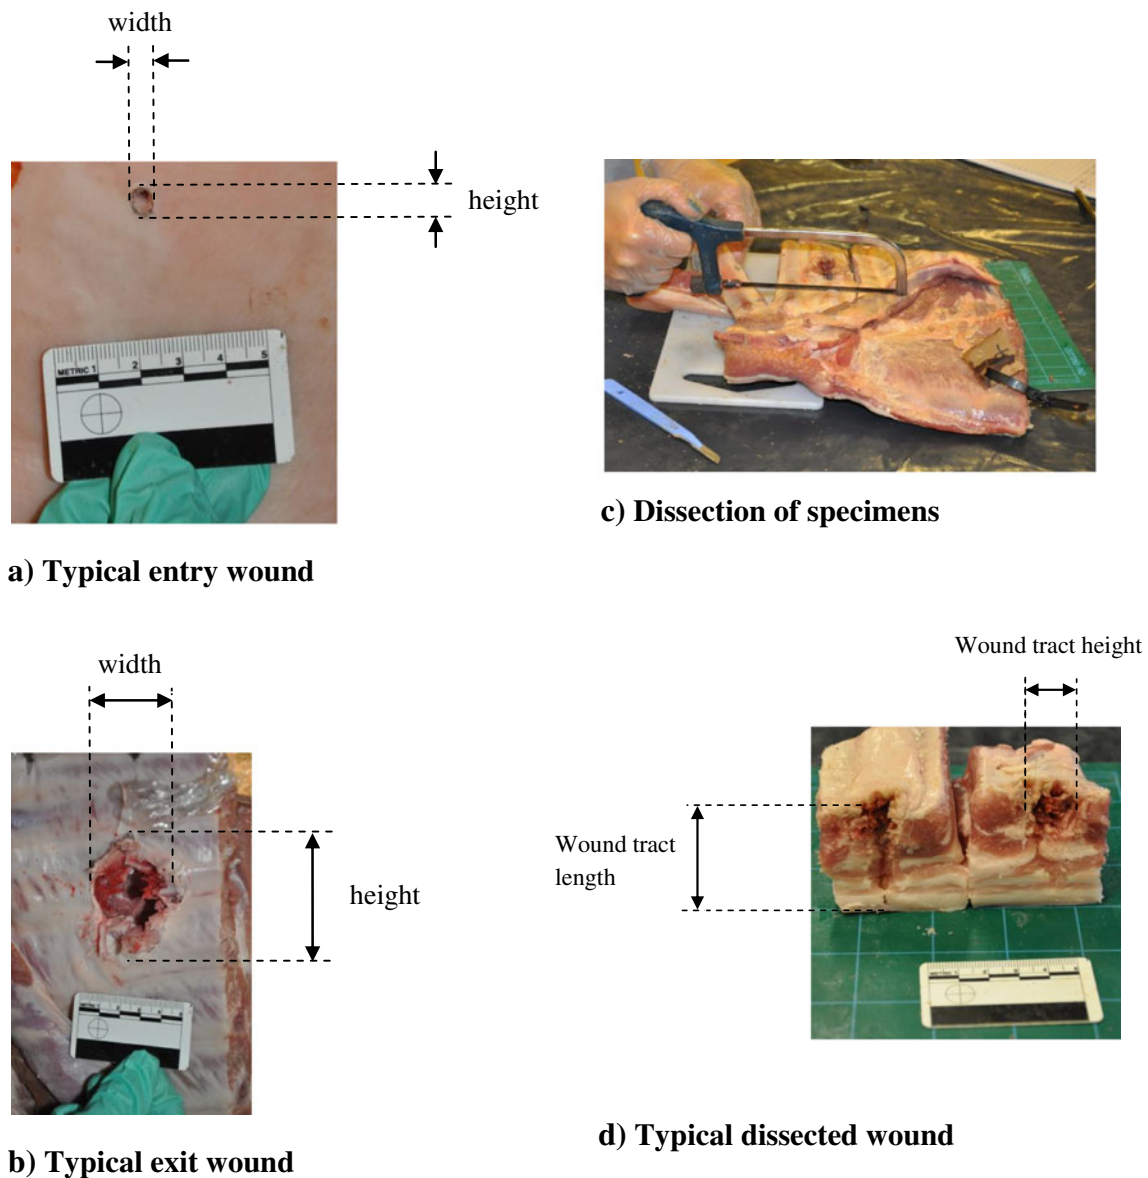 width
height
METRIC 1 2 3 4 5
a) Typical entry wound
c) Dissection of specimens
width
height
b) Typical exit wound
Wound tract height
Wound tract
length
d) Typical dissected wound